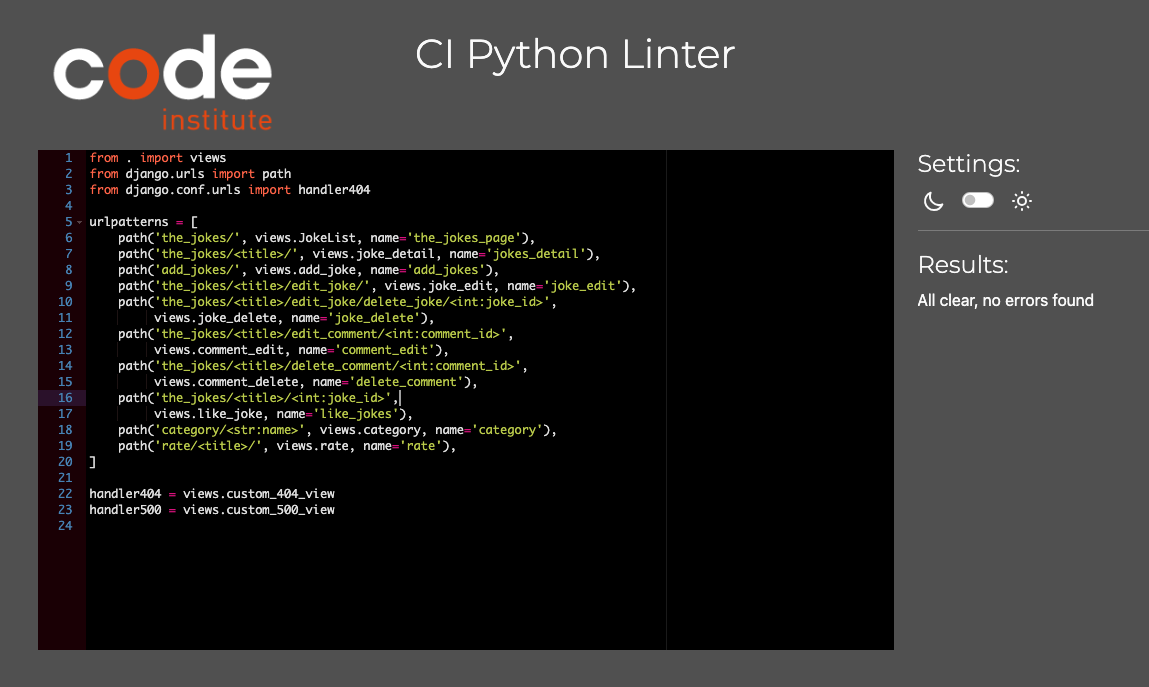 code
institute
CI Python Linter
1 from . import views
2 from django.urls import path
3 from django.conf.urls import handler404
4
5 urlpatterns = [
6     path('the_jokes/', views.JokeList, name='the_jokes_page'),
7     path('the_jokes/<title>/', views.joke_detail, name='jokes_detail'),
8     path('add_jokes/', views.add_joke, name='add_jokes'),
9     path('the_jokes/<title>/edit_joke/', views.joke_edit, name='joke_edit'),
10     path('the_jokes/<title>/edit_joke/delete_joke/<int:joke_id>',
11          views.joke_delete, name='joke_delete'),
12     path('the_jokes/<title>/edit_comment/<int:comment_id>',
13          views.comment_edit, name='comment_edit'),
14     path('the_jokes/<title>/delete_comment/<int:comment_id>',
15          views.comment_delete, name='delete_comment'),
16     path('the_jokes/<title>/<int:joke_id>',
17          views.like_joke, name='like_jokes'),
18     path('category/<str:name>', views.category, name='category'),
19     path('rate/<title>/', views.rate, name='rate'),
20 ]
21
22 handler404 = views.custom_404_view
23 handler500 = views.custom_500_view
24
Settings:
Results:
All clear, no errors found